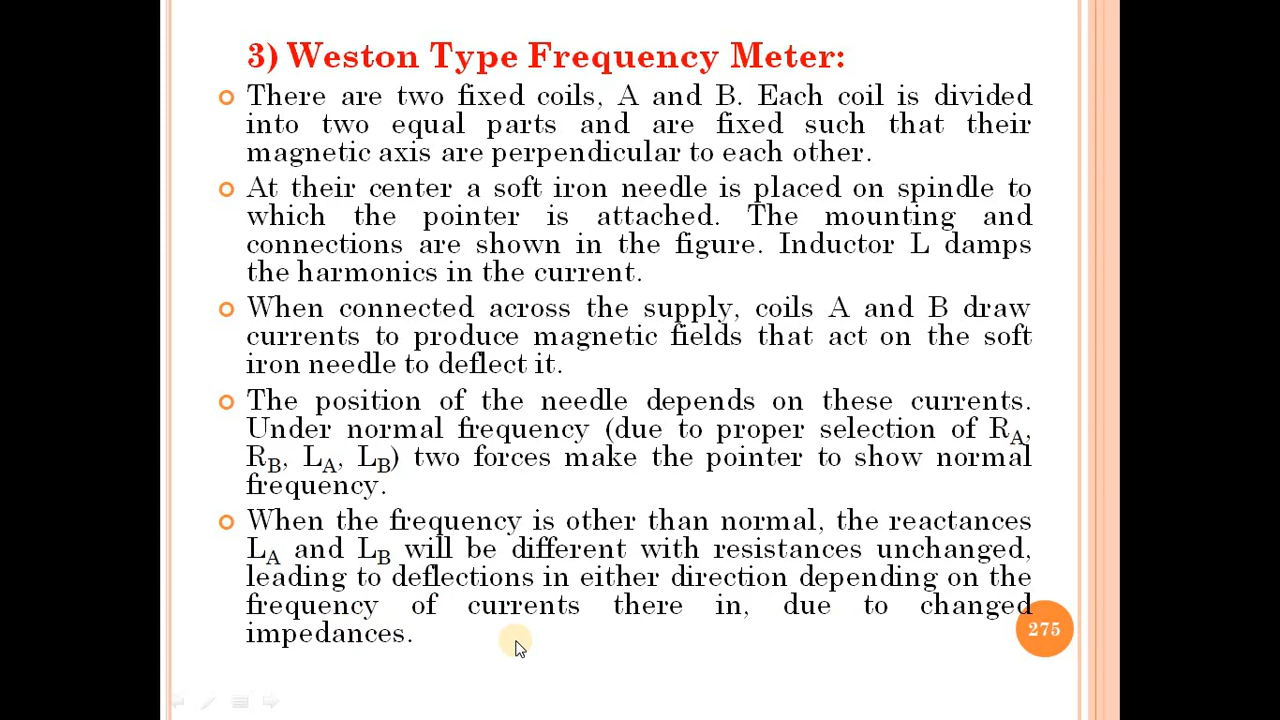 3) Weston Type Frequency Meter:
There are two fixed coils, A and B. Each coil is divided
into two equal parts and are fixed such that their
magnetic axis are perpendicular to each other.
At their center a soft iron needle is placed on spindle to
which the pointer is attached. The mounting and
connections are shown in the figure. Inductor L damps
the harmonics in the current.
When connected across the supply, coils A and B draw
currents to produce magnetic fields that act on the soft
iron needle to deflect it.
The position of the needle depends on these currents.
Under normal frequency (due to proper selection of RA,
RB, LA, LB) two forces make the pointer to show normal
frequency.
When the frequency is other than normal, the reactances
LA and LB will be different with resistances unchanged,
leading to deflections in either direction depending on the
frequency of currents there in, due to changed
impedances.
275